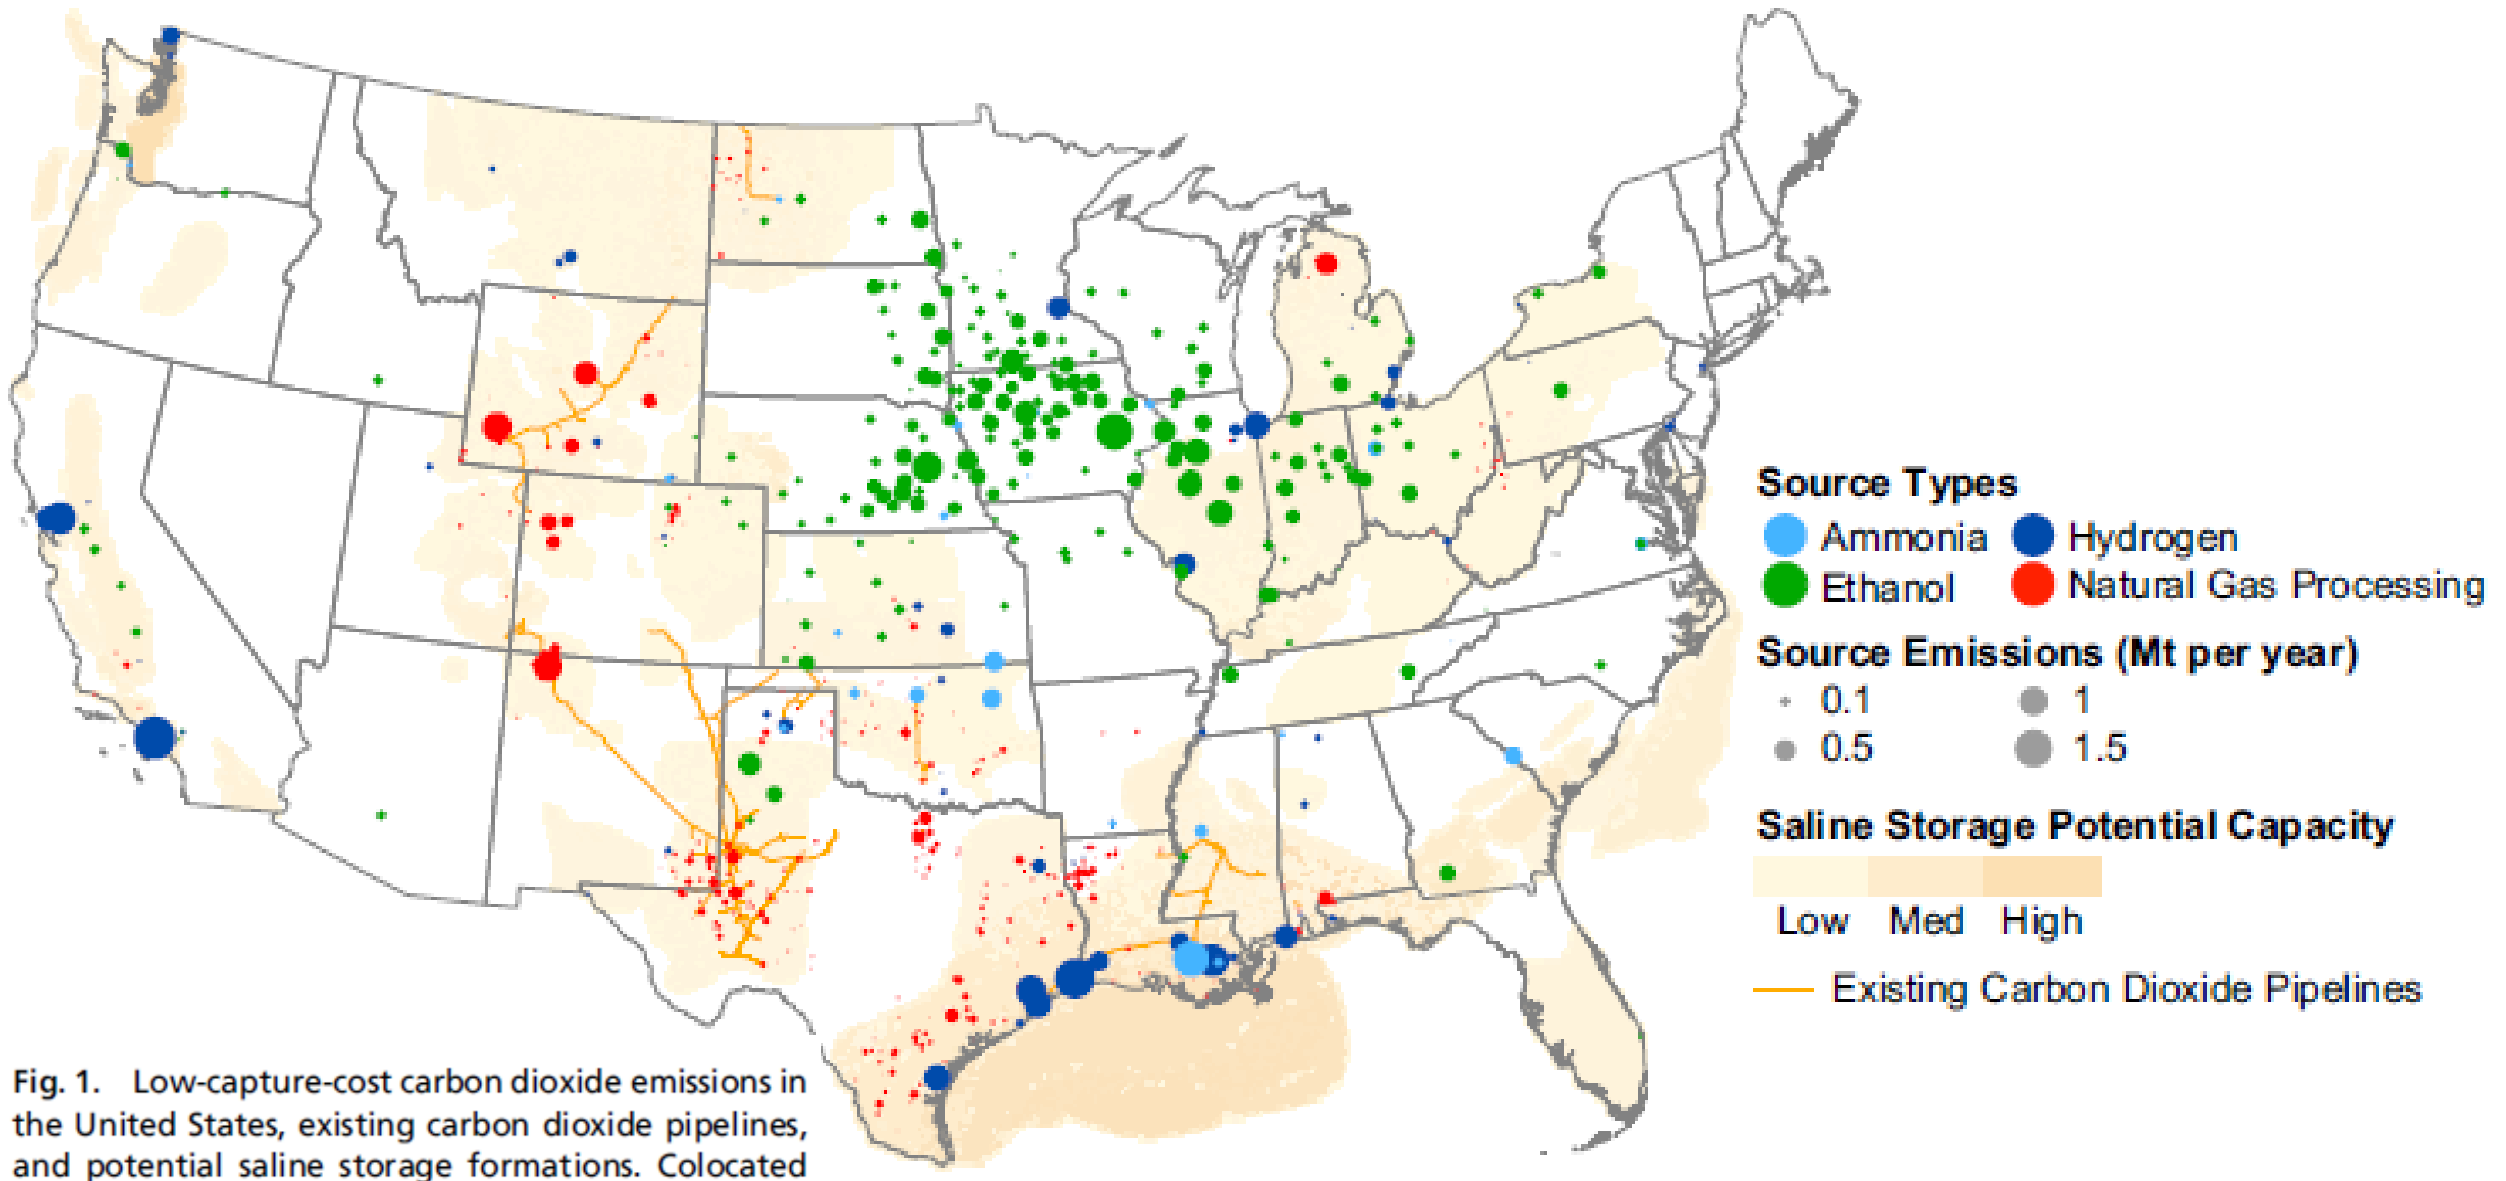 Source Types
Ammonia Hydrogen
Ethanol Natural Gas Processing
Source Emissions (Mt per year)
0.1 1
0.5 1.5
Saline Storage Potential Capacity
Low Med High
Existing Carbon Dioxide Pipelines
Fig. 1. Low-capture-cost carbon dioxide emissions in
the United States, existing carbon dioxide pipelines,
and potential saline storage formations. Colocated